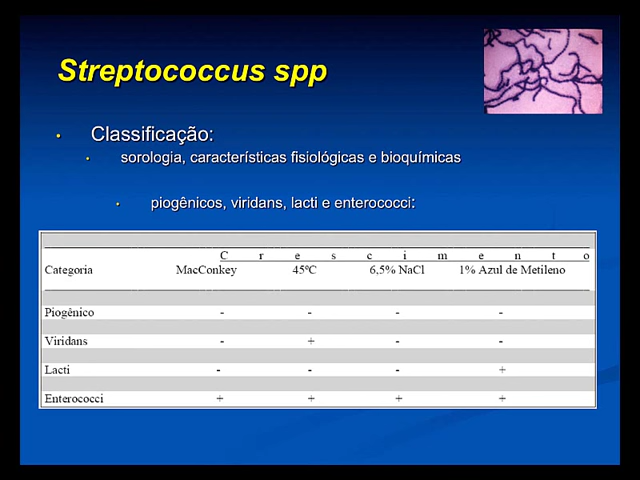 Streptococcus spp
• Classificação:
• sorologia, características fisiológicas e bioquímicas
• piogênicos, viridans, lacti e enterococci:
C r e s c i m e n t o
Categoria MacConkey 45ºC 6,5% NaCl 1% Azul de Metileno
Piogênico - - - -
Viridans - + - -
Lacti - - - +
Enterococci + + + +